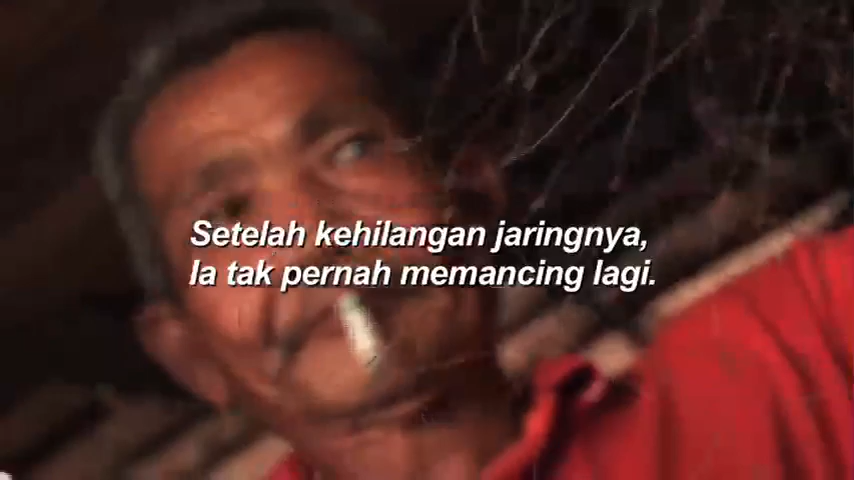 Setelah kehilangan jaringnya,
Ia tak pernah memancing lagi.